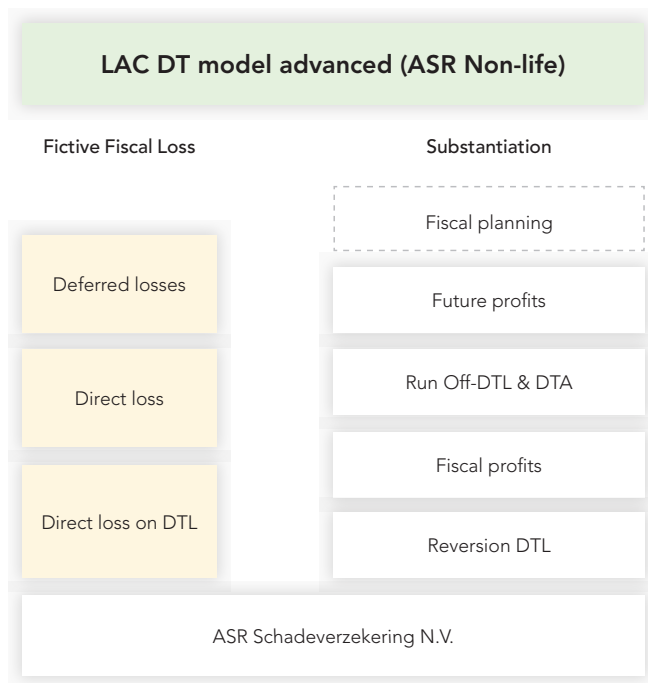 LAC DT model advanced (ASR Non-life)
Fictive Fiscal Loss
Substantiation
Fiscal planning
Deferred losses
Future profits
Direct loss
Run Off-DTL & DTA
Fiscal profits
Direct loss on DTL
Reversion DTL
ASR Schadeverzekering N.V.